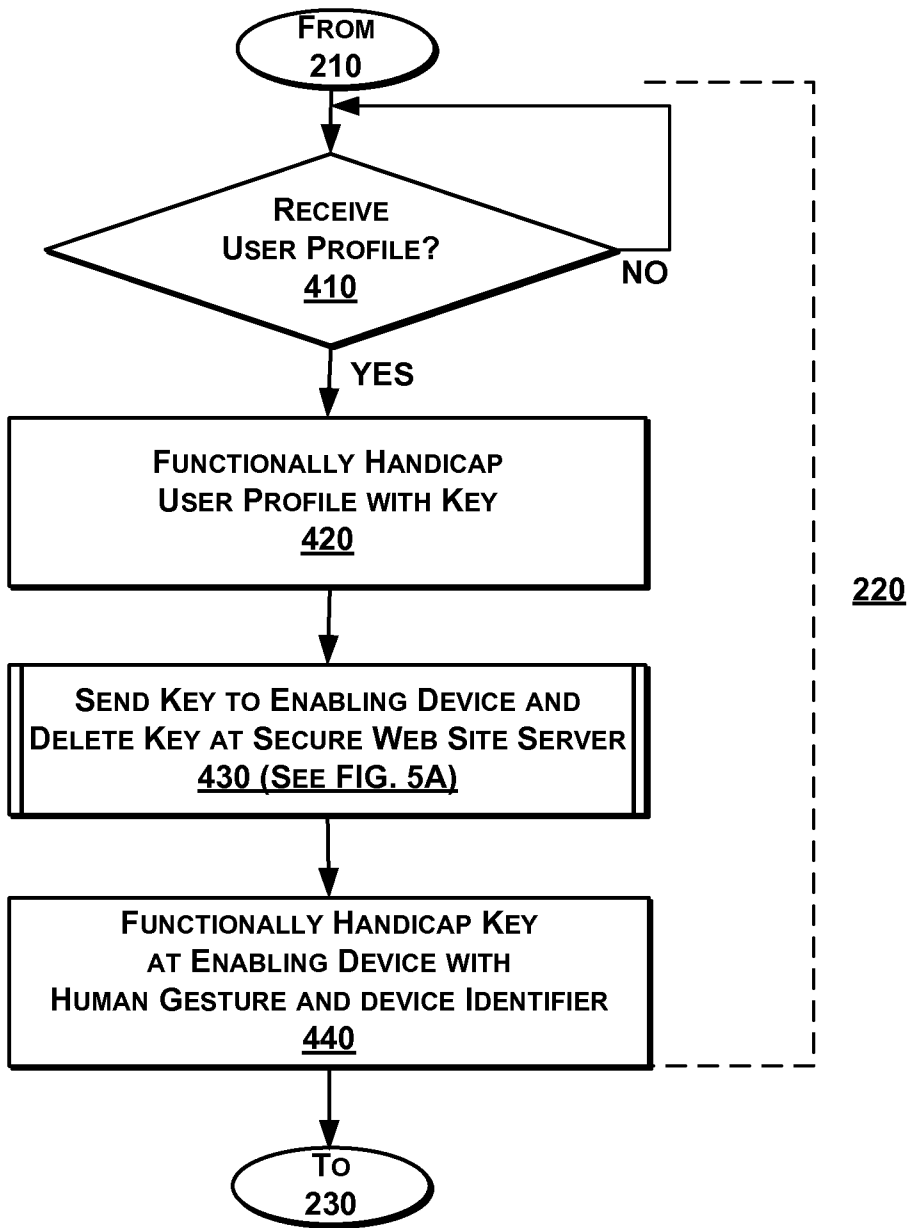 FROM
210
RECEIVE
USER PROFILE?
410
NO
YES
FUNCTIONALLY HANDICAP
USER PROFILE WITH KEY
420
220
SEND KEY TO ENABLING DEVICE AND
DELETE KEY AT SECURE WEB SITE SERVER
430 (SEE FIG. 5A)
FUNCTIONALLY HANDICAP KEY
AT ENABLING DEVICE WITH
HUMAN GESTURE AND DEVICE IDENTIFIER
440
TO
230